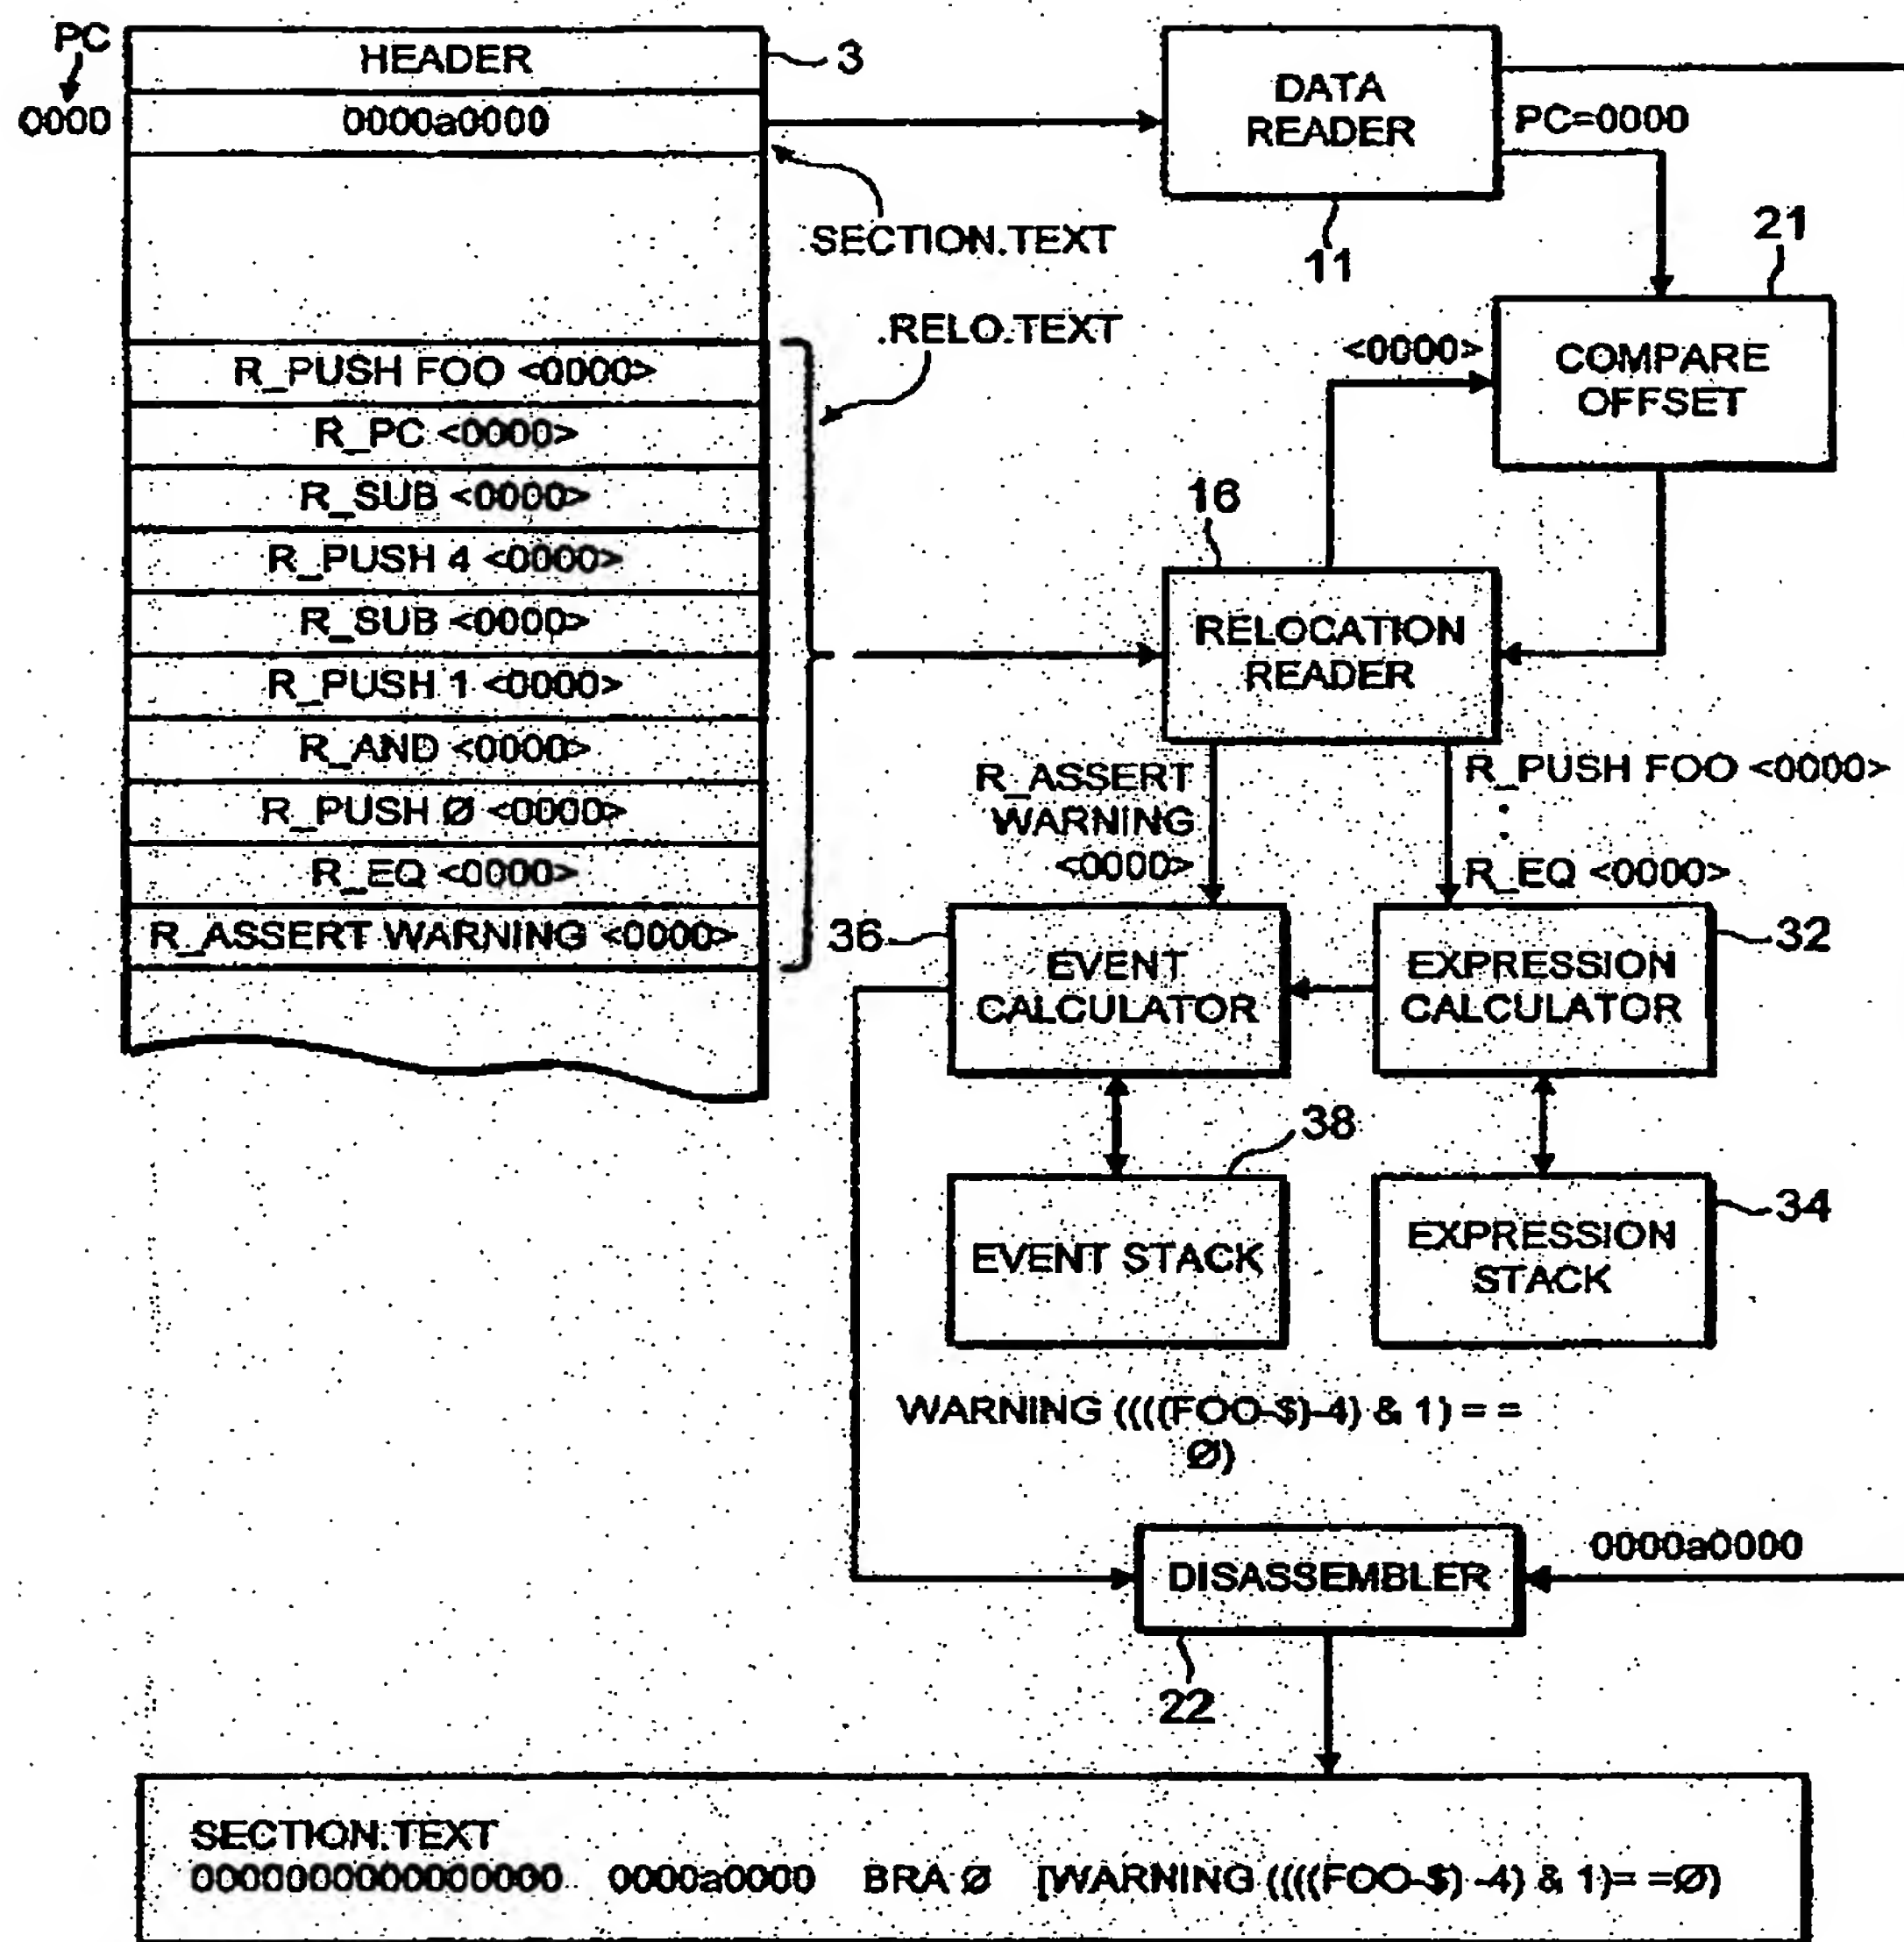 PC
0000
HEADER
3
0000a0000
SECTION.TEXT
.RELO.TEXT
R_PUSH FOO <0000>
R_PC <0000>
R_SUB <0000>
R_PUSH 4 <0000>
R_SUB <0000>
R_PUSH 1 <0000>
R_AND <0000>
R_PUSH Ø <0000>
R_EQ <0000>
R_ASSERT WARNING <0000>
DATA
READER
11
PC=0000
21
COMPARE
OFFSET
<0000>
16
RELOCATION
READER
R_ASSERT
WARNING
<0000>
R_PUSH FOO <0000>
R_EQ <0000>
36
EVENT
CALCULATOR
EXPRESSION
CALCULATOR
32
38
EVENT STACK
EXPRESSION
STACK
34
WARNING ((((FOO-$)-4) & 1) = =
Ø)
0000a0000
DISASSEMBLER
22
SECTION.TEXT
0000000000000000 0000a0000 BRA Ø [WARNING ((((FOO-$) -4) & 1)= =Ø)